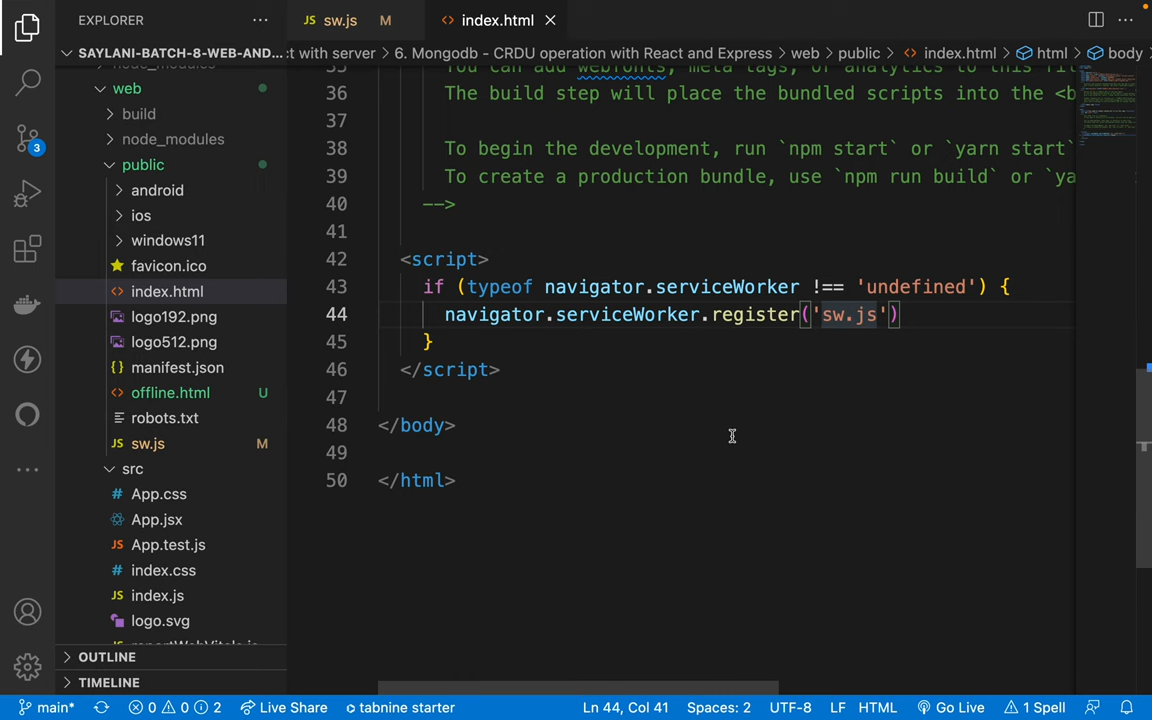 EXPLORER
SAYLANI-BATCH-8-WEB-AND...
web
build
node_modules
public
android
ios
windows11
favicon.ico
index.html
logo192.png
logo512.png
manifest.json
offline.html U
robots.txt
sw.js M
src
App.css
App.jsx
App.test.js
index.css
index.js
logo.svg
OUTLINE
TIMELINE
3
sw.js M
index.html
ct with server > 6. Mongodb - CRDU operation with React and Express > web > public > index.html > html > body
36 The build step will place the bundled scripts into the <b
37
38 To begin the development, run `npm start` or `yarn start`
39 To create a production bundle, use `npm run build` or `ya
40 -->
41
42 <script>
43 if (typeof navigator.serviceWorker !== 'undefined') {
44 navigator.serviceWorker.register('sw.js')
45 }
46 </script>
47
48 </body>
49
50 </html>
main* 0 0 2 Live Share tabnine starter Ln 44, Col 41 Spaces: 2 UTF-8 LF HTML Go Live 1 Spell